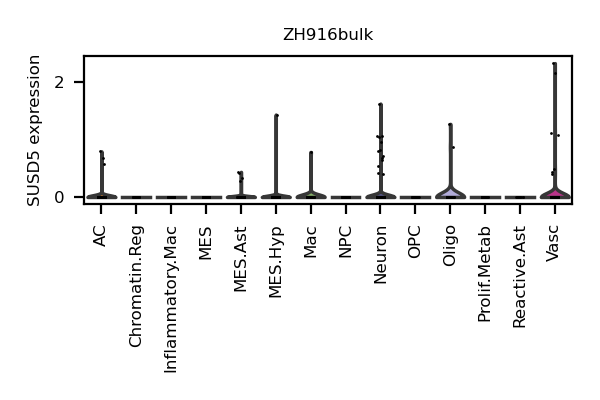 ZH916bulk
SUSD5 expression
2
0
AC
Chromatin.Reg
Inflammatory.Mac
MES
MES.Ast
MES.Hyp
Mac
NPC
Neuron
OPC
Oligo
Prolif.Metab
Reactive.Ast
Vasc